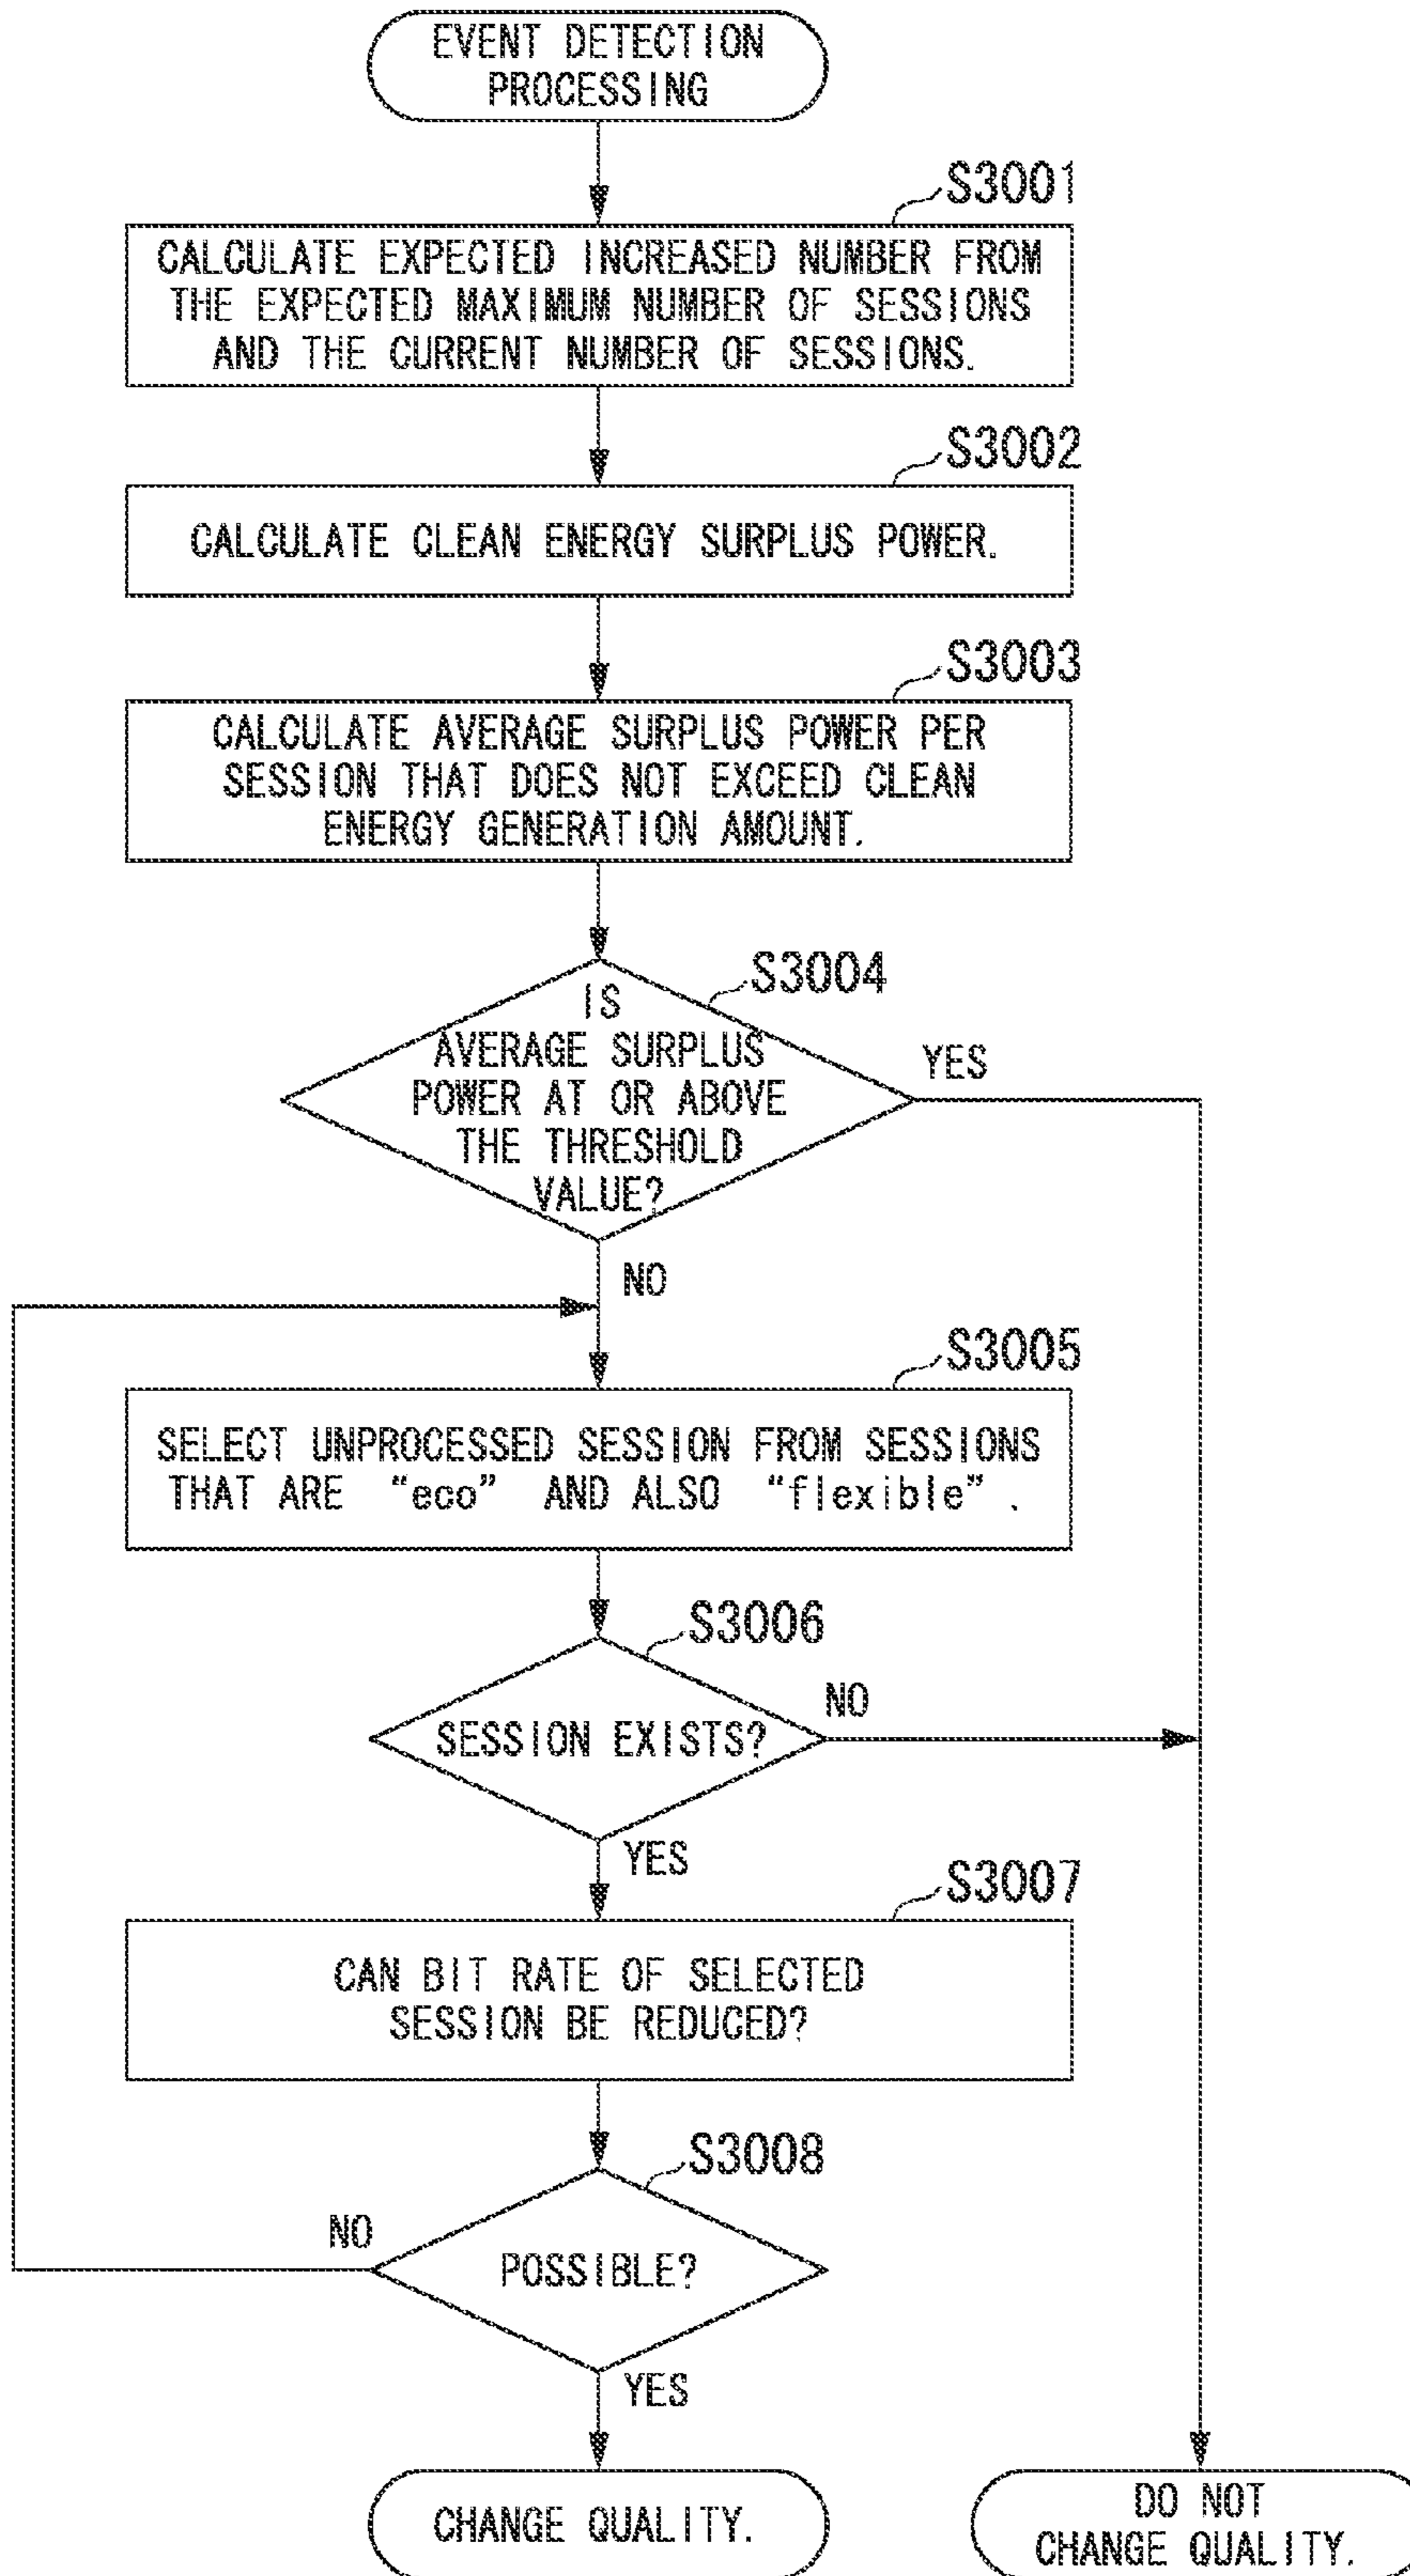 EVENT DETECTION
PROCESSING
S3001
CALCULATE EXPECTED INCREASED NUMBER FROM
THE EXPECTED MAXIMUM NUMBER OF SESSIONS
AND THE CURRENT NUMBER OF SESSIONS.
S3002
CALCULATE CLEAN ENERGY SURPLUS POWER.
S3003
CALCULATE AVERAGE SURPLUS POWER PER
SESSION THAT DOES NOT EXCEED CLEAN
ENERGY GENERATION AMOUNT.
S3004
IS
AVERAGE SURPLUS
POWER AT OR ABOVE
THE THRESHOLD
VALUE?
YES
NO
S3005
SELECT UNPROCESSED SESSION FROM SESSIONS
THAT ARE “eco” AND ALSO “flexible”.
S3006
SESSION EXISTS?
NO
YES
S3007
CAN BIT RATE OF SELECTED
SESSION BE REDUCED?
S3008
POSSIBLE?
NO
YES
CHANGE QUALITY.
DO NOT
CHANGE QUALITY.